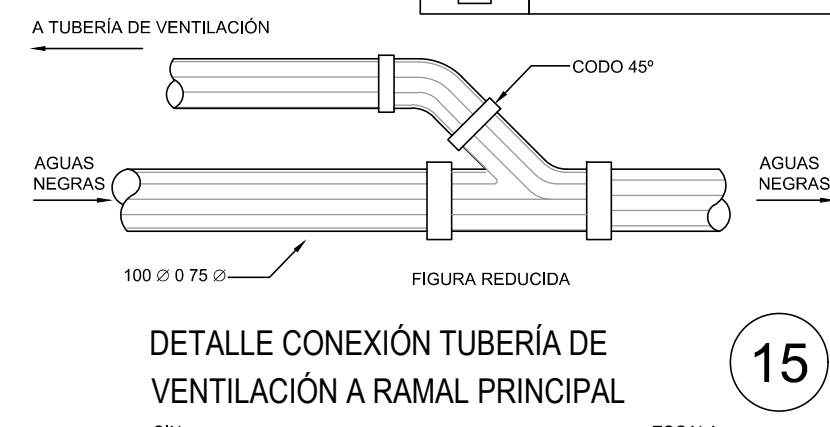 A TUBERÍA DE VENTILACIÓN
CODO 45º
AGUAS
NEGRAS
AGUAS
NEGRAS
100 ∅ 0 75 ∅
FIGURA REDUCIDA
DETALLE CONEXIÓN TUBERÍA DE
VENTILACIÓN A RAMAL PRINCIPAL
15